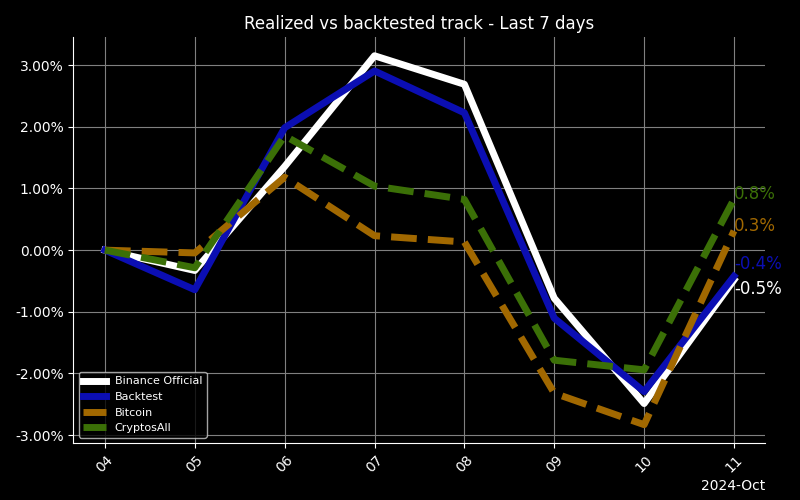 Realized vs backtested track - Last 7 days
3.00%
2.00%
1.00%
0.00%
-1.00%
-2.00%
-3.00%
0.8%
0.3%
-0.4%
-0.5%
Binance Official
Backtest
Bitcoin
CryptosAll
04 05 06 07 08 09 10 11
2024-Oct